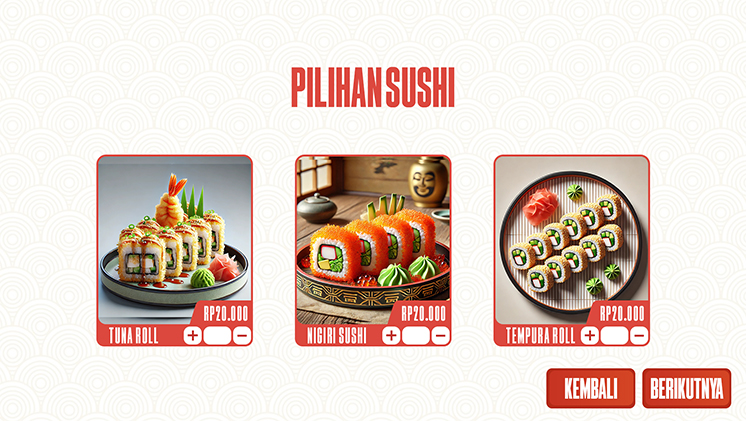 PILIHAN SUSHI
RP20.000
TUNA ROLL + −
RP20.000
NIGIRI SUSHI + −
RP20.000
TEMPURA ROLL + −
KEMBALI
BERIKUTNYA